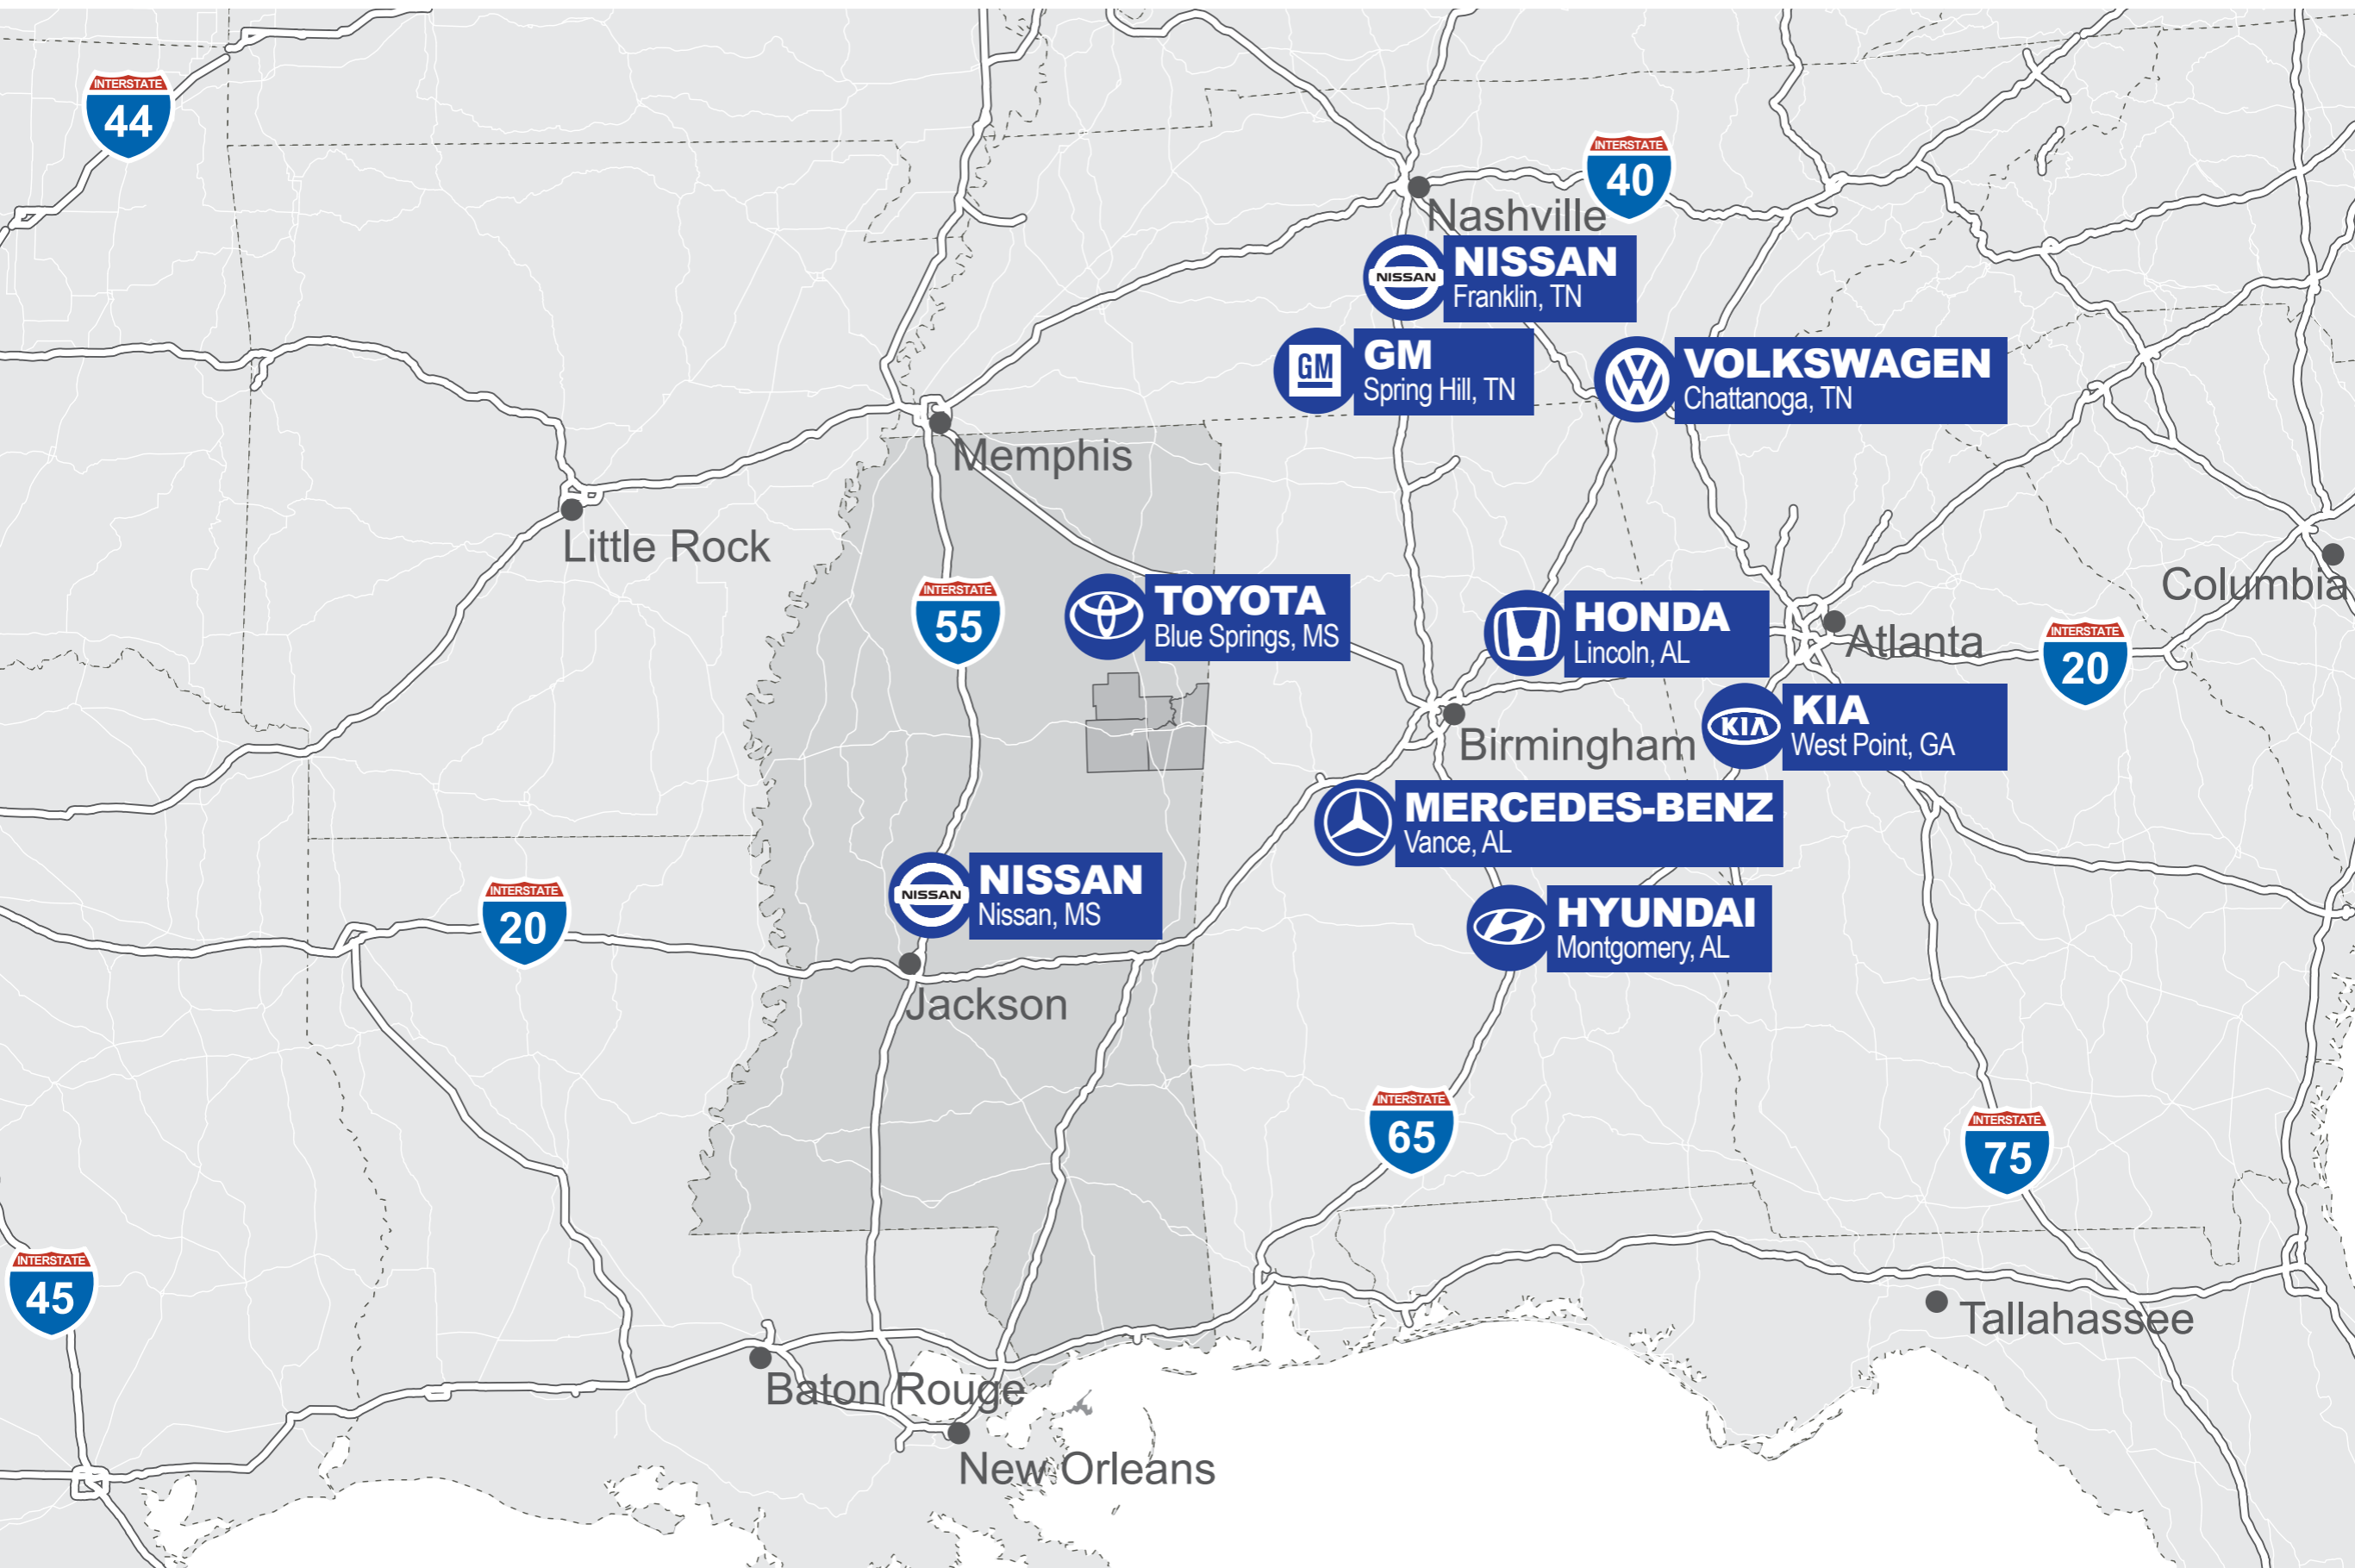 INTERSTATE
44
INTERSTATE
40
Nashville
NISSAN
NISSAN
Franklin, TN
GM
GM
Spring Hill, TN
VOLKSWAGEN
Chattanoga, TN
Memphis
Little Rock
INTERSTATE
55
TOYOTA
Blue Springs, MS
HONDA
Lincoln, AL
Columbia
Atlanta
INTERSTATE
20
KIA
KIA
West Point, GA
Birmingham
MERCEDES-BENZ
Vance, AL
NISSAN
NISSAN
Nissan, MS
INTERSTATE
20
HYUNDAI
Montgomery, AL
Jackson
INTERSTATE
65
INTERSTATE
75
INTERSTATE
45
Tallahassee
Baton Rouge
New Orleans